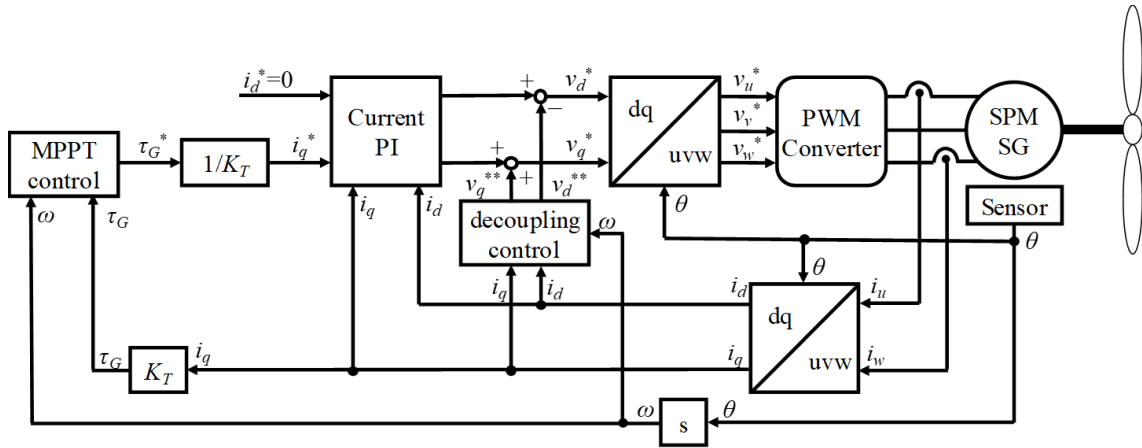 i_d^*=0
+
v_d^*
−
v_u^*
v_v^*
v_w^*
dq
uvw
PWM
Converter
SPM
SG
Current
PI
MPPT
control
τ_G^*
1/K_T
i_q^*
+
+
v_q^*
v_q^**
v_d^**
ω
τ_G
i_q
i_d
decoupling
control
ω
θ
Sensor
θ
θ
i_q
i_d
i_d
i_u
dq
uvw
i_q
i_w
τ_G
K_T
i_q
ω
s
θ